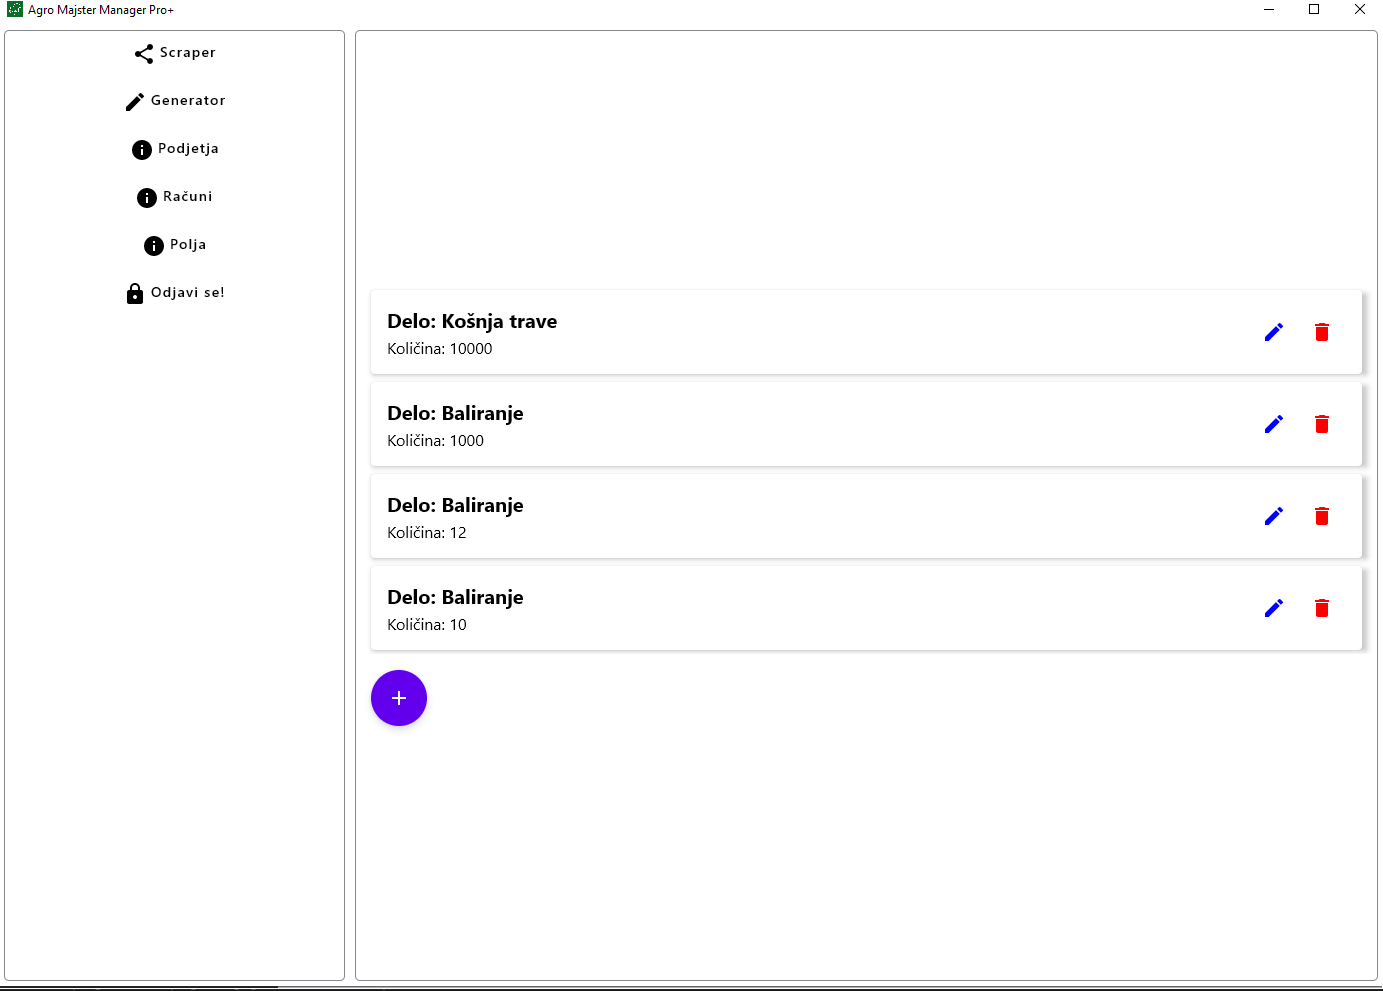 Agro Majster Manager Pro+
Scraper
Generator
Podjetja
Računi
Polja
Odjavi se!
Delo: Košnja trave
Količina: 10000
Delo: Baliranje
Količina: 1000
Delo: Baliranje
Količina: 12
Delo: Baliranje
Količina: 10